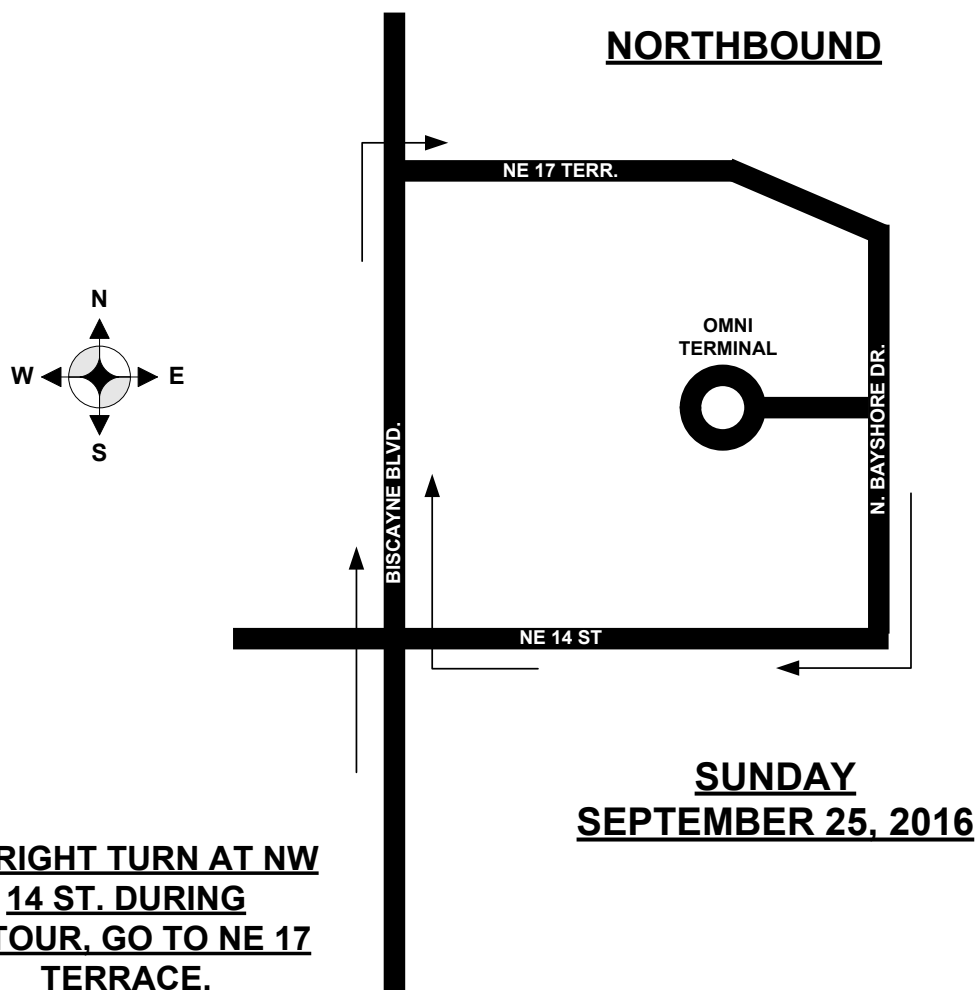 NORTHBOUND
NE 17 TERR.
OMNI
TERMINAL
N
W
E
S
BISCAYNE BLVD.
N. BAYSHORE DR.
NE 14 ST
SUNDAY
SEPTEMBER 25, 2016
RIGHT TURN AT NW
14 ST. DURING
TOUR, GO TO NE 17
TERRACE.